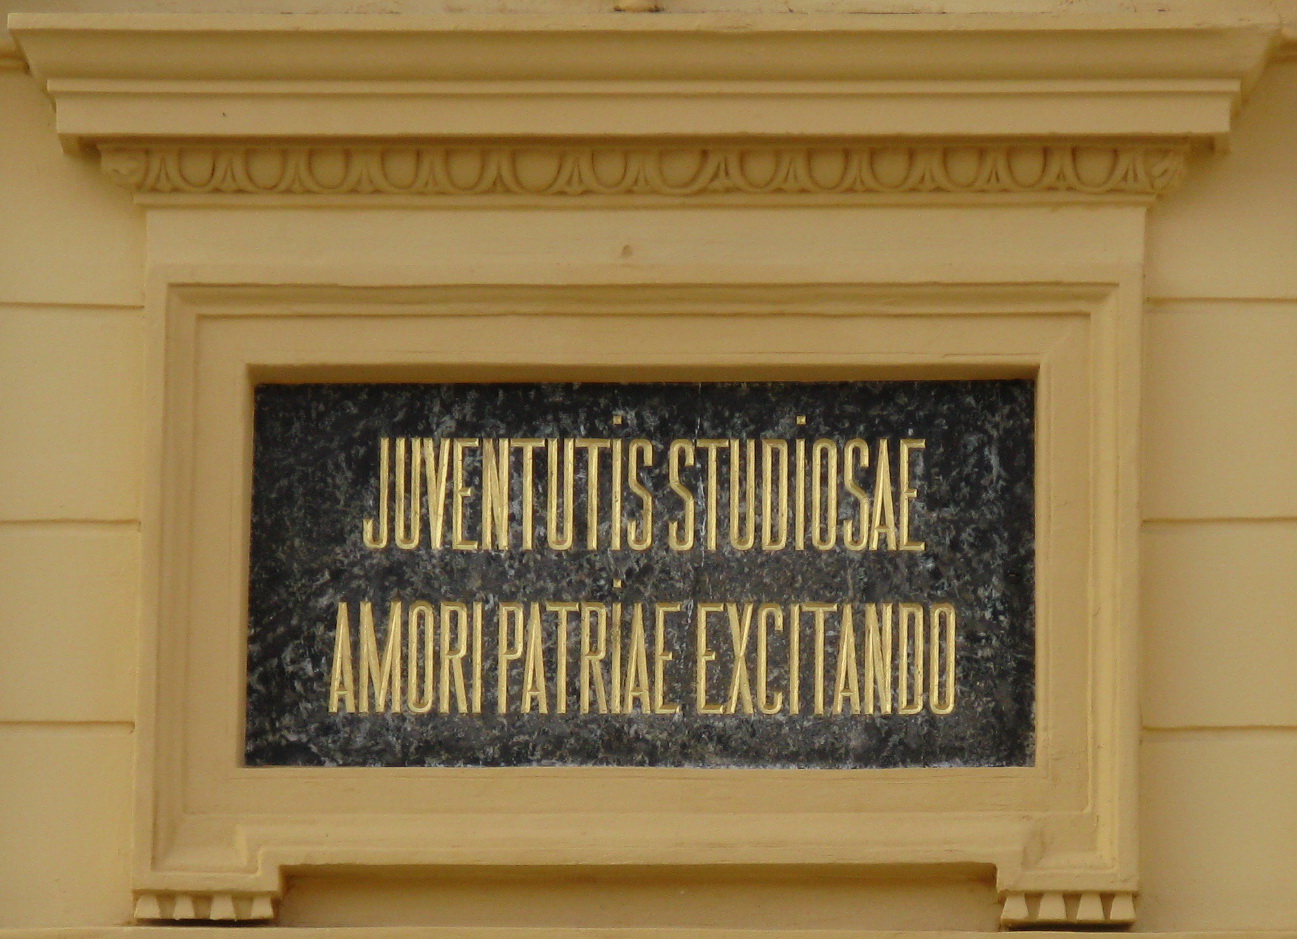 JUVENTUTIS STUDIOSAE
AMORI PATRIAE EXCITANDO